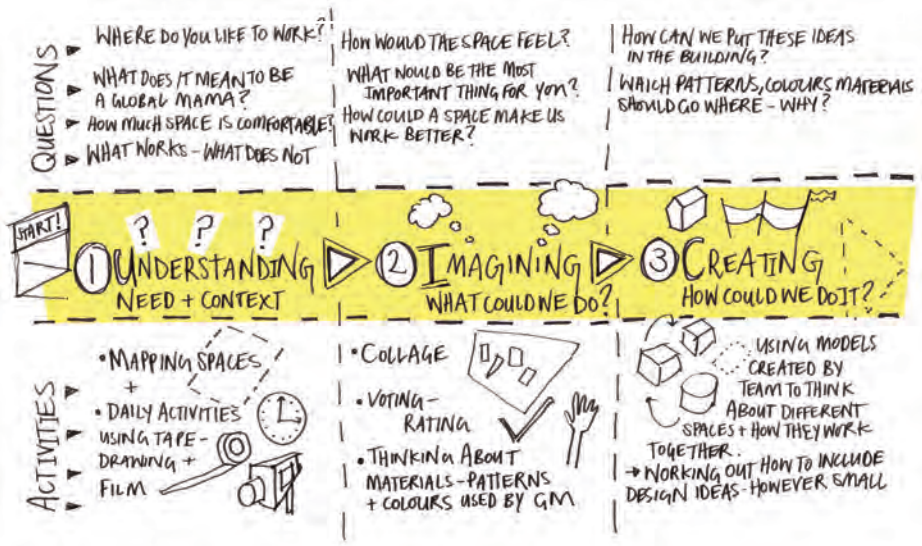 QUESTIONS
WHERE DO YOU LIKE TO WORK?
WHAT DOES IT MEAN TO BE
A GLOBAL MAMA?
HOW MUCH SPACE IS COMFORTABLE?
WHAT WORKS - WHAT DOES NOT
HOW WOULD THE SPACE FEEL?
WHAT WOULD BE THE MOST
IMPORTANT THING FOR YOU?
HOW COULD A SPACE MAKE US
WORK BETTER?
HOW CAN WE PUT THESE IDEAS
IN THE BUILDING?
WHICH PATTERNS, COLOURS MATERIALS
SHOULD GO WHERE - WHY?
START!
? ? ?
1 UNDERSTANDING
NEED + CONTEXT
2 IMAGINING
WHAT COULD WE DO?
3 CREATING
HOW COULD WE DO IT?
ACTIVITIES
• MAPPING SPACES
+
• DAILY ACTIVITIES
USING TAPE -
DRAWING +
FILM
• COLLAGE
• VOTING -
RATING
• THINKING ABOUT
MATERIALS - PATTERNS
+ COLOURS USED BY GM
USING MODELS
CREATED BY
TEAM TO THINK
ABOUT DIFFERENT
SPACES + HOW THEY WORK
TOGETHER.
→ WORKING OUT HOW TO INCLUDE
DESIGN IDEAS - HOWEVER SMALL